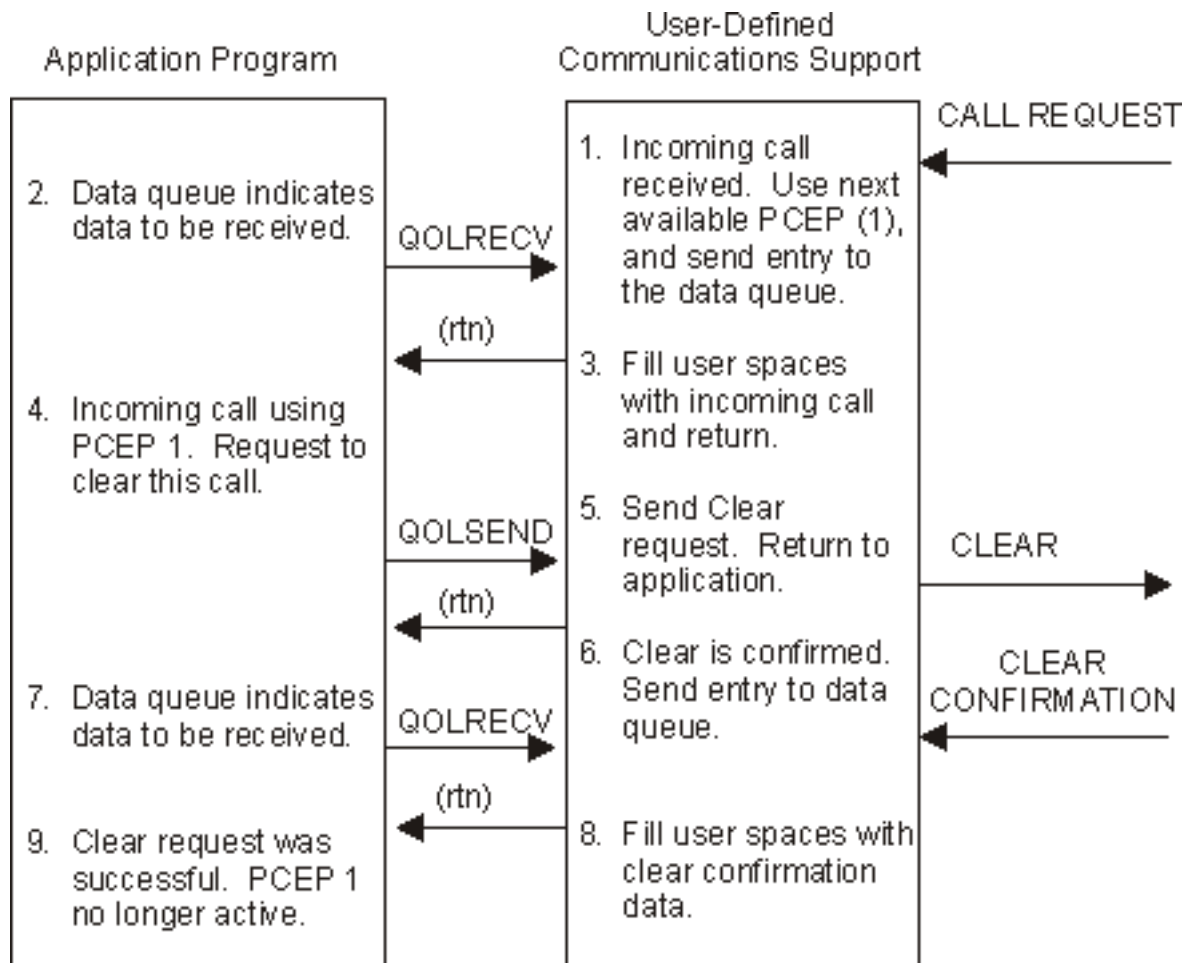 Application Program
User-Defined
Communications Support
CALL REQUEST
1. Incoming call
received. Use next
available PCEP (1),
and send entry to
the data queue.
2. Data queue indicates
data to be received.
QOLRECV
(rtn)
3. Fill user spaces
with incoming call
and return.
4. Incoming call using
PCEP 1. Request to
clear this call.
QOLSEND
5. Send Clear
request. Return to
application.
CLEAR
(rtn)
6. Clear is confirmed.
Send entry to data
queue.
CLEAR
CONFIRMATION
7. Data queue indicates
data to be received.
QOLRECV
(rtn)
8. Fill user spaces with
clear confirmation
data.
9. Clear request was
successful. PCEP 1
no longer active.